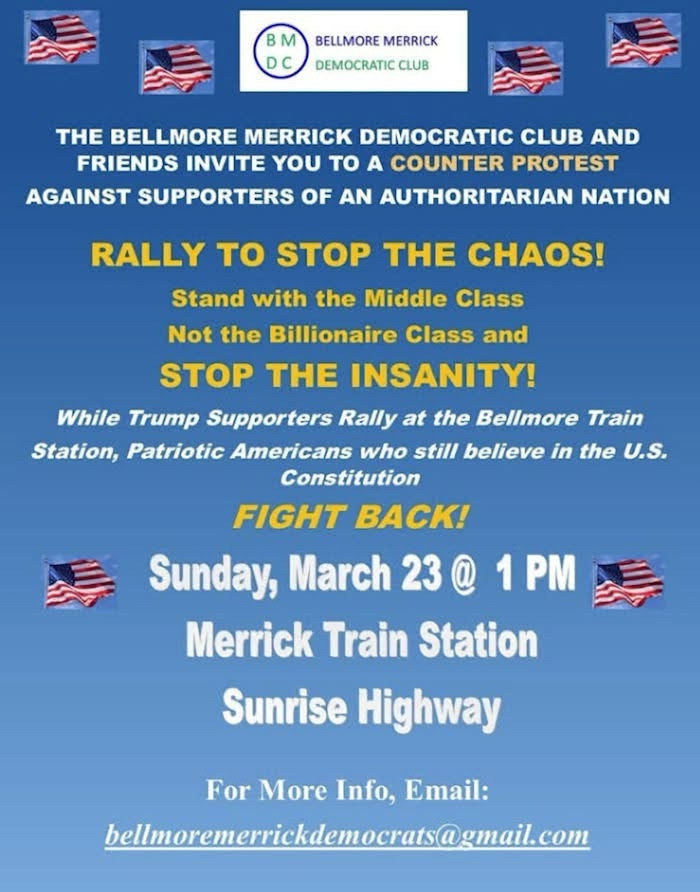 B M
D C
BELLMORE MERRICK
DEMOCRATIC CLUB
THE BELLMORE MERRICK DEMOCRATIC CLUB AND
FRIENDS INVITE YOU TO A COUNTER PROTEST
AGAINST SUPPORTERS OF AN AUTHORITARIAN NATION
RALLY TO STOP THE CHAOS!
Stand with the Middle Class
Not the Billionaire Class and
STOP THE INSANITY!
While Trump Supporters Rally at the Bellmore Train
Station, Patriotic Americans who still believe in the U.S.
Constitution
FIGHT BACK!
Sunday, March 23 @ 1 PM
Merrick Train Station
Sunrise Highway
For More Info, Email:
bellmoremerrickdemocrats@gmail.com